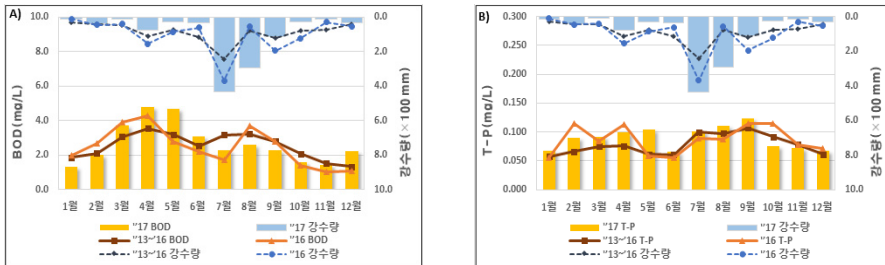 A)
10.0
8.0
6.0
4.0
2.0
0.0
BOD(mg/L)
0.0
2.0
4.0
6.0
8.0
10.0
강수량(×100 mm)
1월 2월 3월 4월 5월 6월 7월 8월 9월 10월 11월 12월
"17 BOD "17 강수량
"13~'16 BOD "16 BOD
"13~'16 강수량 "16 강수량
B)
0.300
0.250
0.200
0.150
0.100
0.050
0.000
T-P(mg/L)
0.0
2.0
4.0
6.0
8.0
10.0
강수량(×100 mm)
1월 2월 3월 4월 5월 6월 7월 8월 9월 10월 11월 12월
"17 T-P "17 강수량
"13~'16 T-P "16 T-P
"13~'16 강수량 "16 강수량